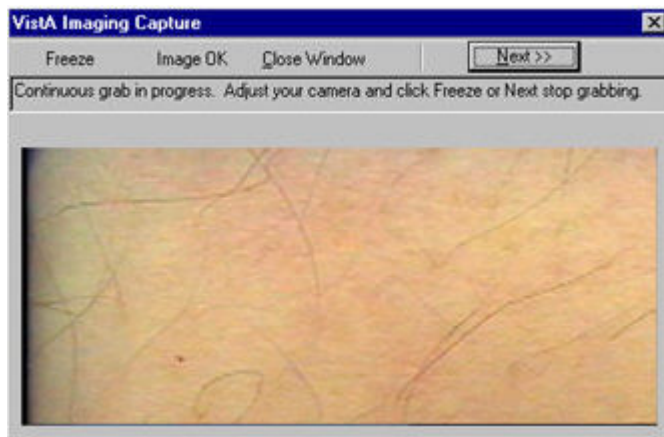 VistA Imaging Capture
Freeze Image OK Close Window Next >>
Continuous grab in progress. Adjust your camera and click Freeze or Next stop grabbing.